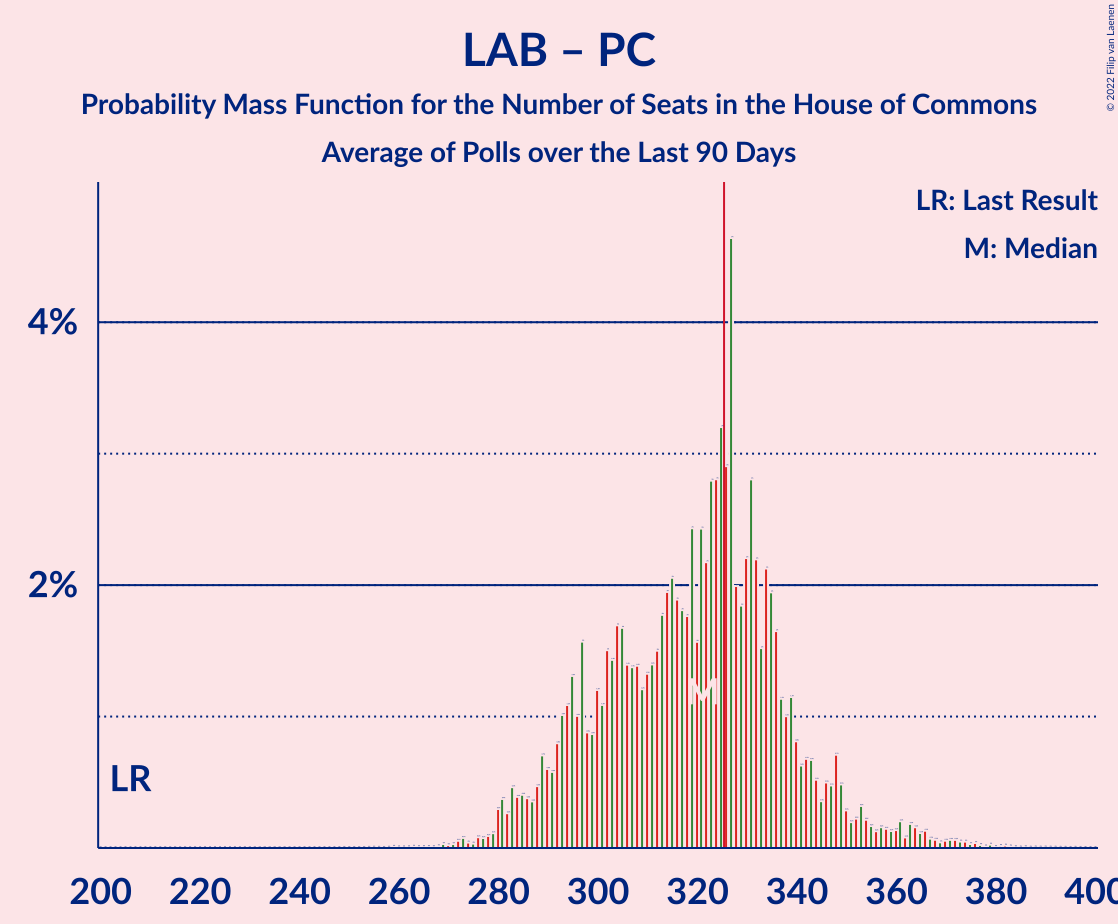 LAB – PC
Probability Mass Function for the Number of Seats in the House of Commons
Average of Polls over the Last 90 Days
© 2022 Filip van Laenen
LR: Last Result
M: Median
4%
2%
M
LR
200 220 240 260 280 300 320 340 360 380 400